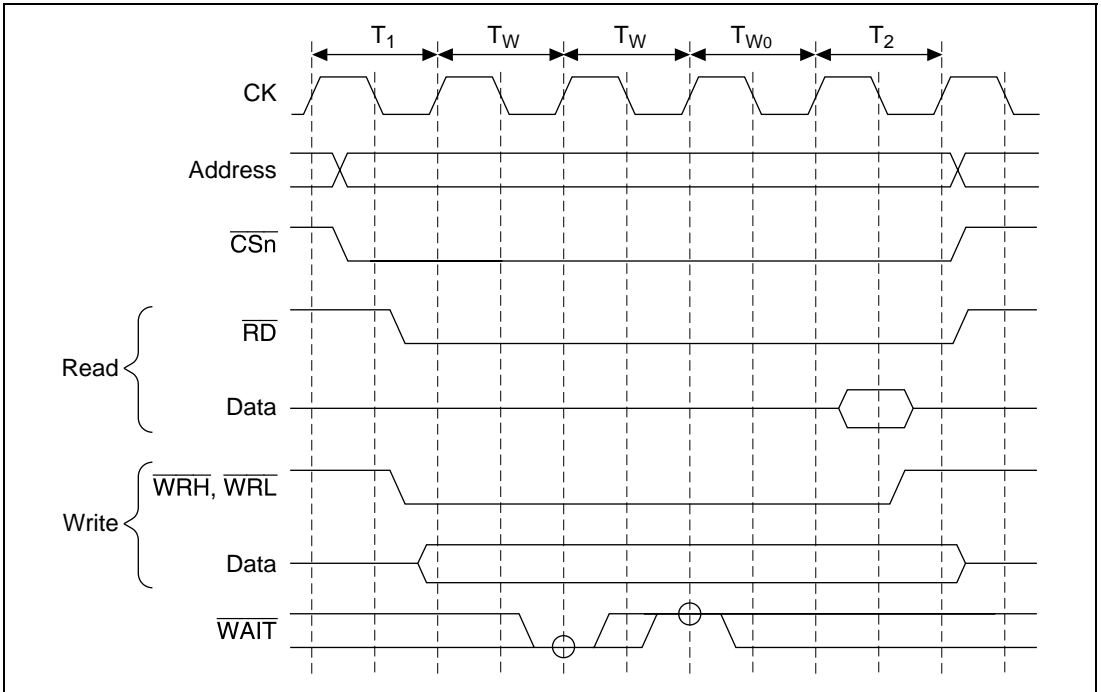 T1 TW TW TW0 T2
CK
Address
CSn
Read
RD
Data
Write
WRH, WRL
Data
WAIT